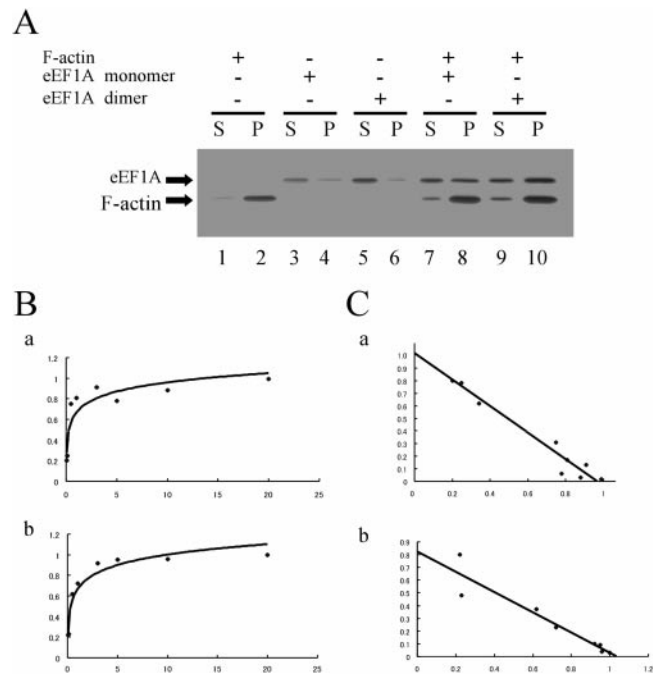 A
F-actin + - - + +
eEF1A monomer - + - + -
eEF1A dimer - - + - +
S P S P S P S P S P
eEF1A
F-actin
1 2 3 4 5 6 7 8 9 10
B
C
a
1.2
1
0.8
0.6
0.4
0.2
0
0 5 10 15 20 25
a
1.0
0.9
0.8
0.7
0.6
0.5
0.4
0.3
0.2
0.1
0
0 0.2 0.4 0.6 0.8 1
b
1.2
1
0.8
0.6
0.4
0.2
0
0 5 10 15 20 25
b
0.9
0.8
0.7
0.6
0.5
0.4
0.3
0.2
0.1
0
0 0.2 0.4 0.6 0.8 1 1.2